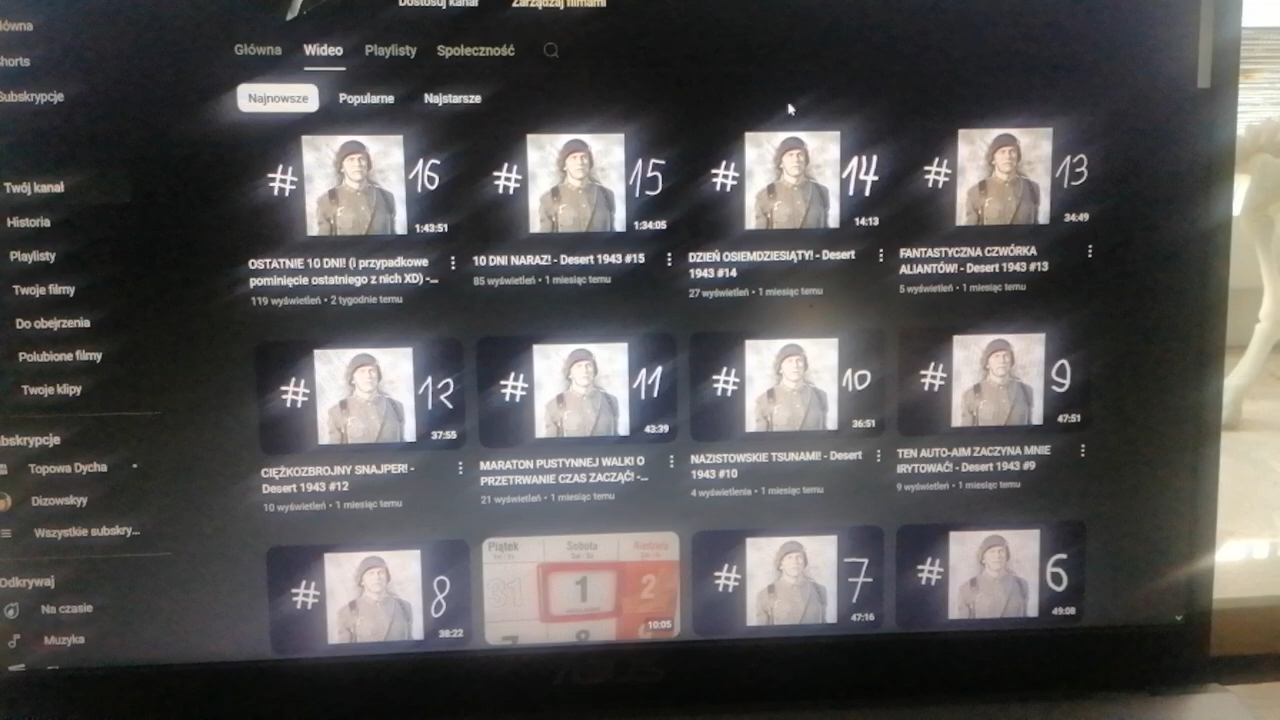 Dostosuj kanał
Zarządzaj filmami
Shorts
Subskrypcje
Twój kanał
Historia
Playlisty
Twoje filmy
Do obejrzenia
Polubione filmy
Twoje klipy
Topowa Dycha
Dizowskyy
Wszystkie subskry...
Odkrywaj
Na czasie
Muzyka
Główna Wideo Playlisty Społeczność
Najnowsze Popularne Najstarsze
# 16
1:43:51
OSTATNIE 10 DNI! (i przypadkowe
pominięcie ostatniego z nich XD) -...
119 wyświetleń • 2 tygodnie temu
# 15
1:34:05
10 DNI NARAZ! - Desert 1943 #15
85 wyświetleń • 1 miesiąc temu
# 14
14:13
DZIEŃ OSIEMDZIESIĄTY! - Desert
1943 #14
27 wyświetleń • 1 miesiąc temu
# 13
34:49
FANTASTYCZNA CZWÓRKA
ALIANTÓW! - Desert 1943 #13
5 wyświetleń • 1 miesiąc temu
# 12
37:55
CIĘŻKOZBROJNY SNAJPER! -
Desert 1943 #12
10 wyświetleń • 1 miesiąc temu
# 11
43:39
MARATON PUSTYNNEJ WALKI O
PRZETRWANIE CZAS ZACZĄĆ! -...
21 wyświetleń • 1 miesiąc temu
# 10
36:51
NAZISTOWSKIE TSUNAMI! - Desert
1943 #10
4 wyświetlenia • 1 miesiąc temu
# 9
47:51
TEN AUTO-AIM ZACZYNA MNIE
IRYTOWAĆ! - Desert 1943 #9
9 wyświetleń • 1 miesiąc temu
# 8
38:22
Piątek Sobota Niedziela
31 1 2
10:05
# 7
47:16
# 6
49:08